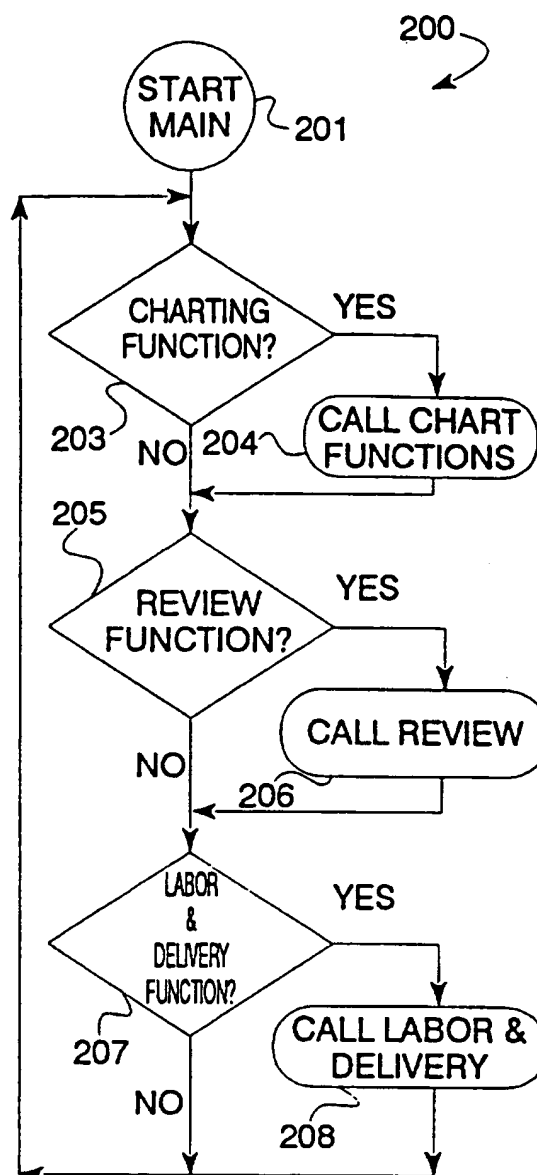 200
START
MAIN
201
CHARTING
FUNCTION?
YES
203
NO
204
CALL CHART
FUNCTIONS
205
REVIEW
FUNCTION?
YES
CALL REVIEW
NO
206
LABOR
&
DELIVERY
FUNCTION?
YES
207
CALL LABOR &
DELIVERY
NO
208